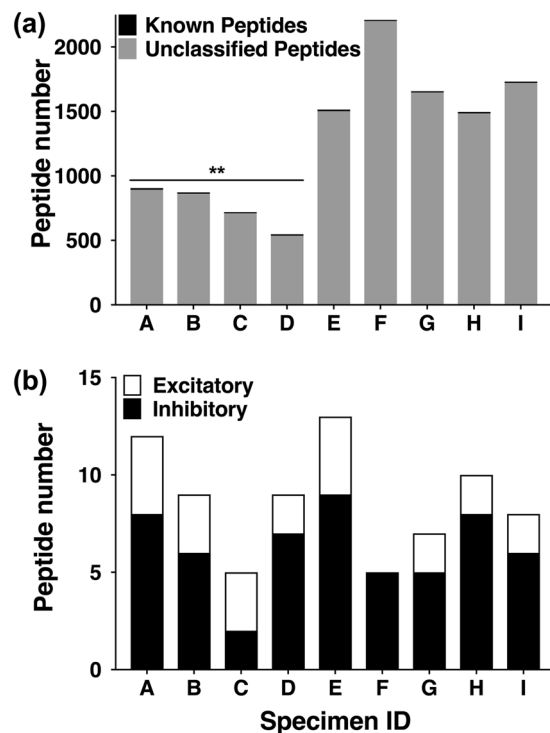 (a)
Known Peptides
Unclassified Peptides
Peptide number
2000
1500
1000
500
0
**
A B C D E F G H I
(b)
Excitatory
Inhibitory
Peptide number
15
10
5
0
A B C D E F G H I
Specimen ID